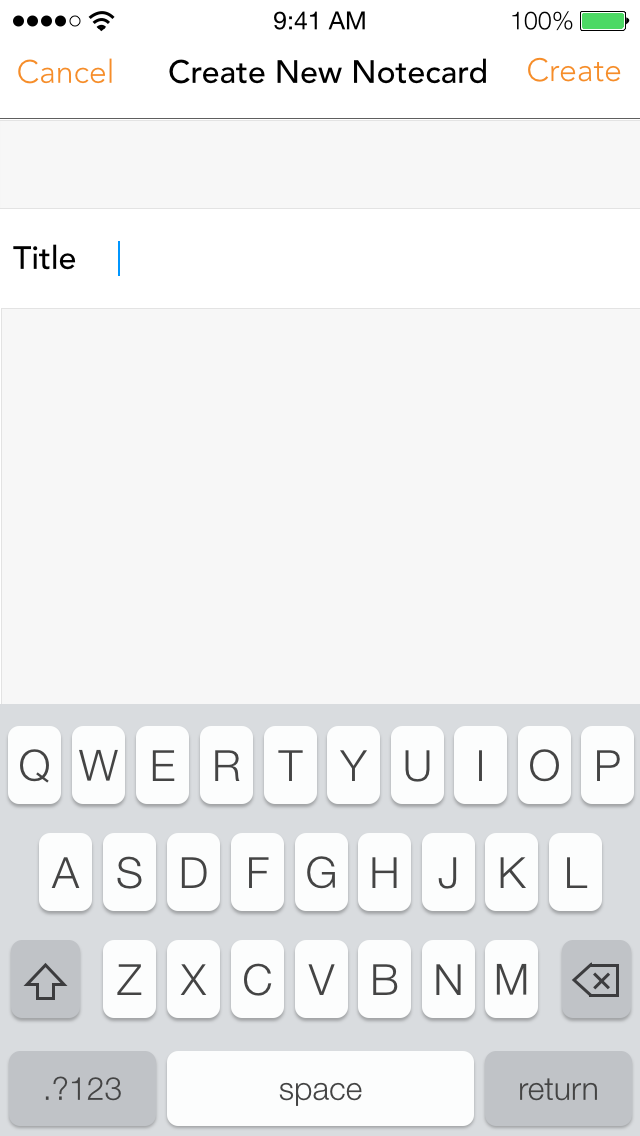 9:41 AM 100%
Cancel Create New Notecard Create
Title
Q W E R T Y U I O P
A S D F G H J K L
Z X C V B N M
.?123 space return